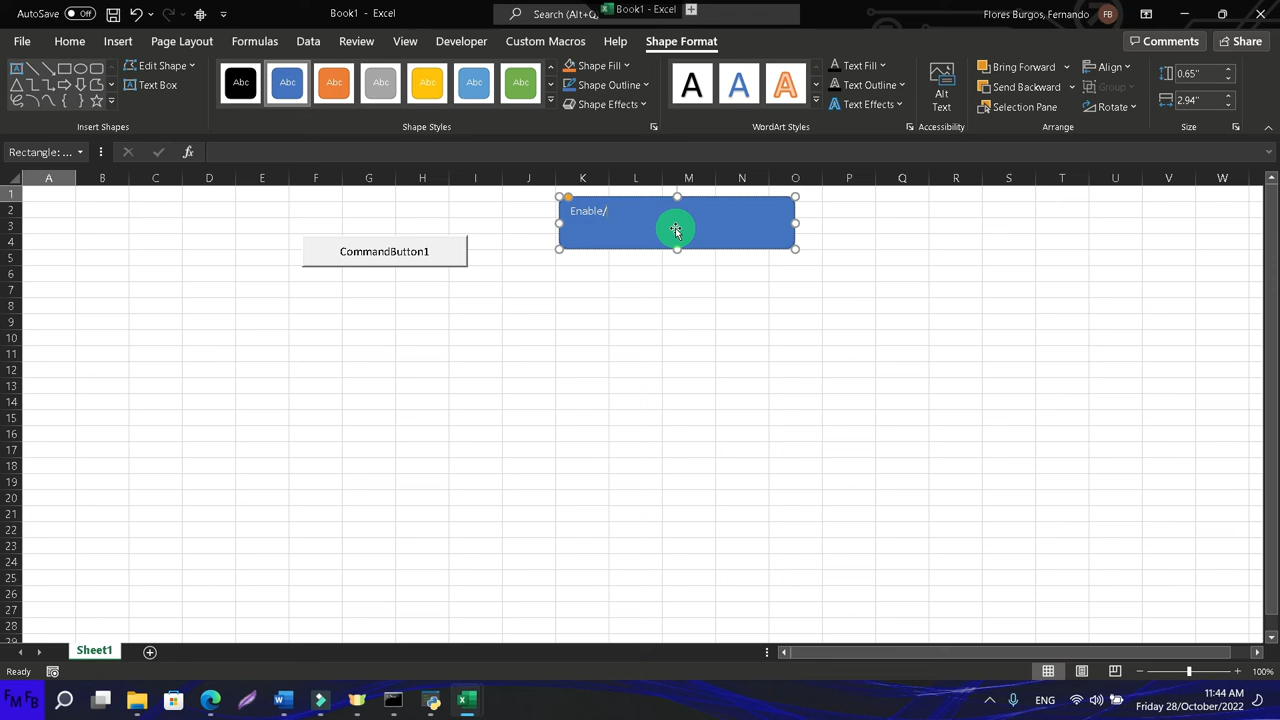 AutoSave Off
Book1 - Excel
Search (Alt+Q)
Book1 - Excel
Flores Burgos, Fernando
FB
File Home Insert Page Layout Formulas Data Review View Developer Custom Macros Help Shape Format
Comments
Share
Edit Shape
Text Box
Insert Shapes
Abc Abc Abc Abc Abc Abc Abc
Shape Fill
Shape Outline
Shape Effects
Shape Styles
A A A
Text Fill
Text Outline
Text Effects
WordArt Styles
Alt
Text
Accessibility
Bring Forward
Send Backward
Selection Pane
Align
Group
Rotate
Arrange
0.65"
2.94"
Size
Rectangle: ...
fx
A B C D E F G H I J K L M N O P Q R S T U V W
1
2
3
4
5
6
7
8
9
10
11
12
13
14
15
16
17
18
19
20
21
22
23
24
25
26
27
28
29
Enable/
CommandButton1
Sheet1
Ready
100%
FM FB
ENG
11:44 AM
Friday 28/October/2022